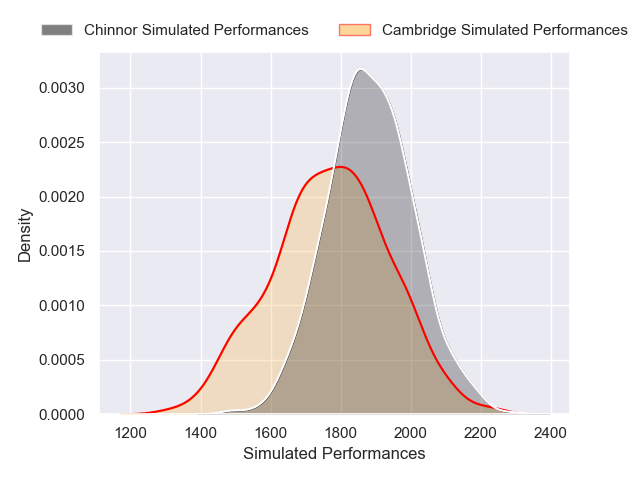 Chinnor Simulated Performances
Cambridge Simulated Performances
0.0030
0.0025
0.0020
0.0015
0.0010
0.0005
0.0000
Density
1200 1400 1600 1800 2000 2200 2400
Simulated Performances